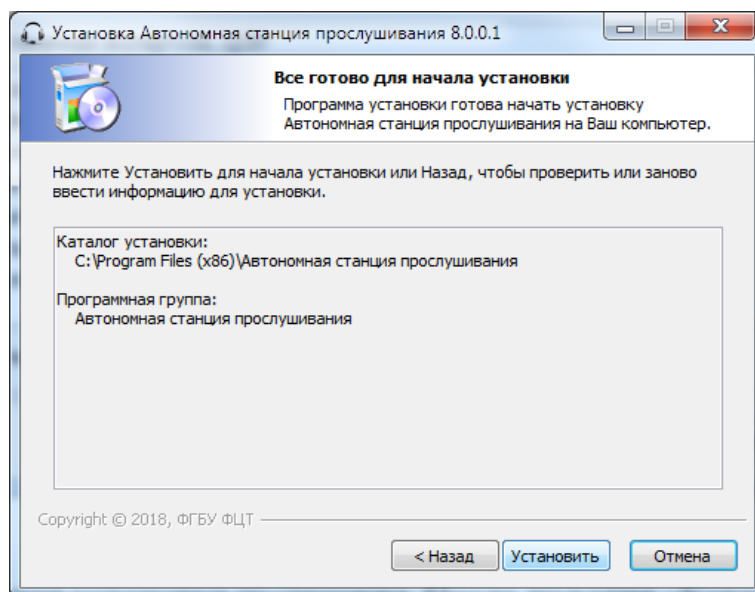 Установка Автономная станция прослушивания 8.0.0.1
Все готово для начала установки
Программа установки готова начать установку
Автономная станция прослушивания на Ваш компьютер.
Нажмите Установить для начала установки или Назад, чтобы проверить или заново
ввести информацию для установки.
Каталог установки:
C:\Program Files (x86)\Автономная станция прослушивания
Программная группа:
Автономная станция прослушивания
Copyright © 2018, ФГБУ ФЦТ
< Назад
Установить
Отмена